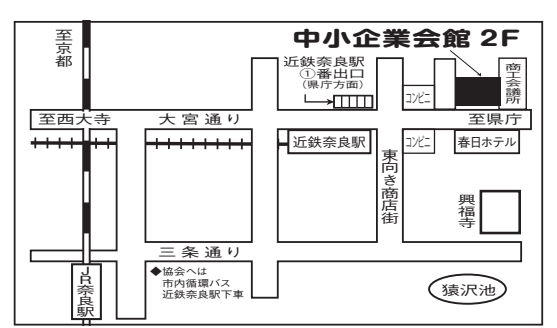 中小企業会館 2F
至京都
近鉄奈良駅
①番出口
(県庁方面)
コンビニ
商工会議所
至西大寺
大宮通り
至県庁
近鉄奈良駅
コンビニ
春日ホテル
東向き商店街
興福寺
三条通り
JR奈良駅
◆協会へは
市内循環バス
近鉄奈良駅下車
猿沢池